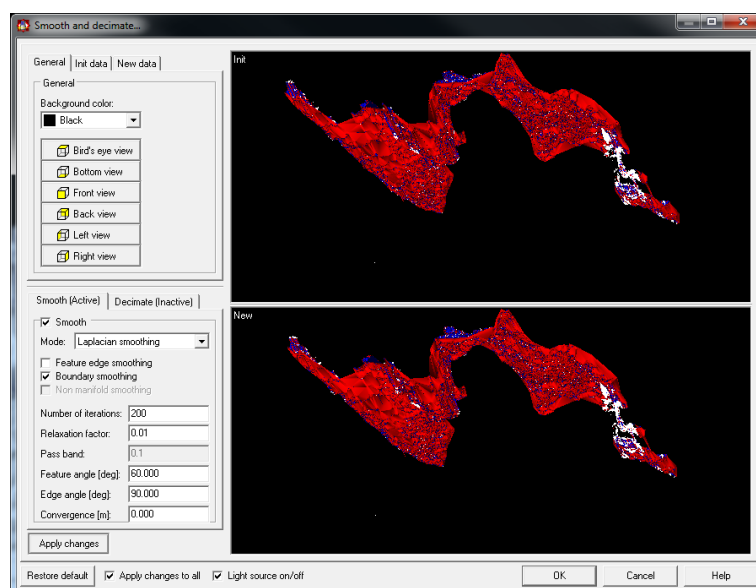 Smooth and decimate...
General Init data New data
General
Background color:
Black
Bird's eye view
Bottom view
Front view
Back view
Left view
Right view
Init
Smooth (Active) Decimate (Inactive)
Smooth
Mode: Laplacian smoothing
Feature edge smoothing
Boundary smoothing
Non manifold smoothing
Number of iterations: 200
Relaxation factor: 0.01
Pass band: 0.1
Feature angle [deg]: 60.000
Edge angle [deg]: 90.000
Convergence [m]: 0.000
New
Apply changes
Restore default Apply changes to all Light source on/off OK Cancel Help